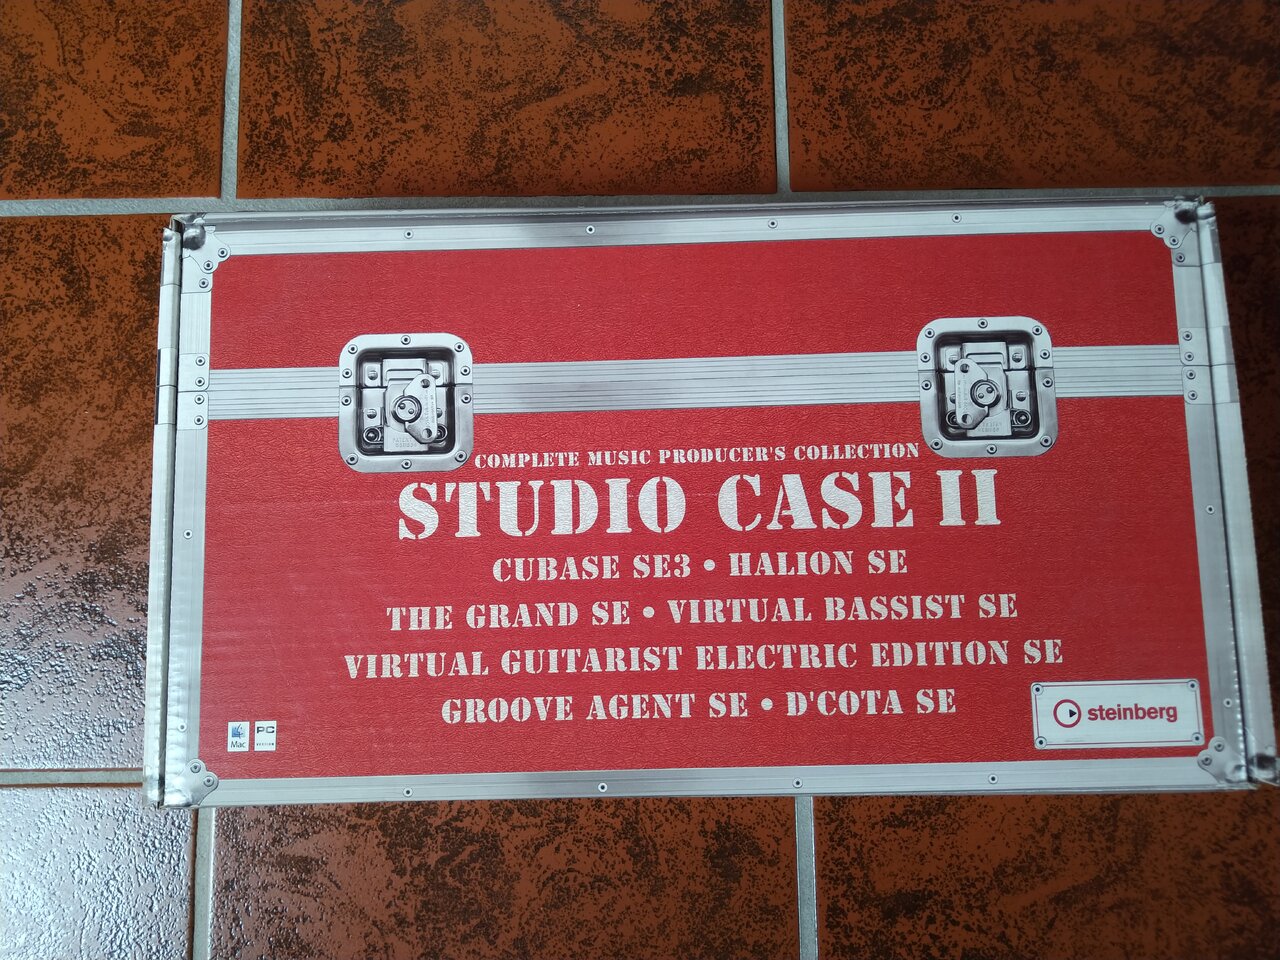 COMPLETE MUSIC PRODUCER'S COLLECTION
STUDIO CASE II
CUBASE SE3 • HALION SE
THE GRAND SE • VIRTUAL BASSIST SE
VIRTUAL GUITARIST ELECTRIC EDITION SE
GROOVE AGENT SE • D'COTA SE
steinberg
Mac
PC
VERSION